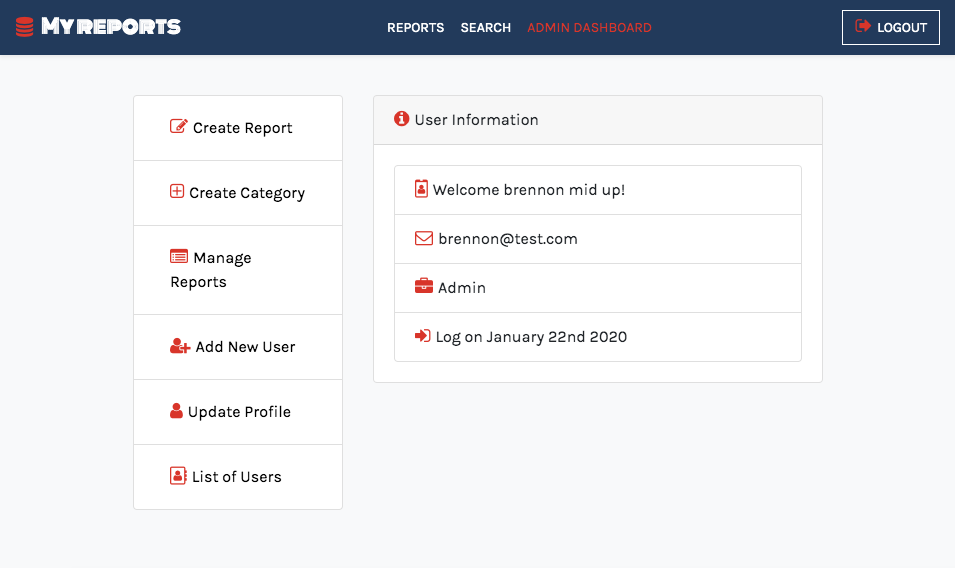 My reports
REPORTS SEARCH ADMIN DASHBOARD
LOGOUT
Create Report
Create Category
Manage
Reports
Add New User
Update Profile
List of Users
User Information
Welcome brennon mid up!
brennon@test.com
Admin
Log on January 22nd 2020